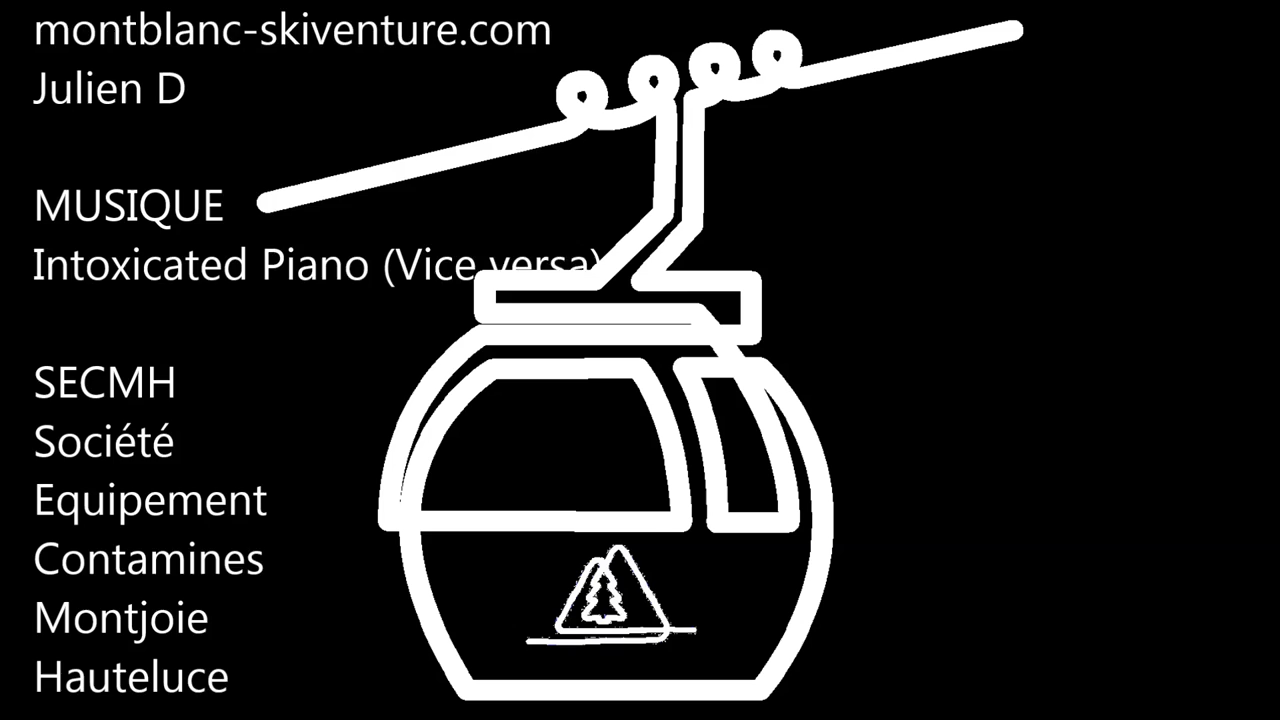 montblanc-skiventure.com
Julien D
MUSIQUE
Intoxicated Piano (Vice versa)
SECMH
Société
Equipement
Contamines
Montjoie
Hauteluce